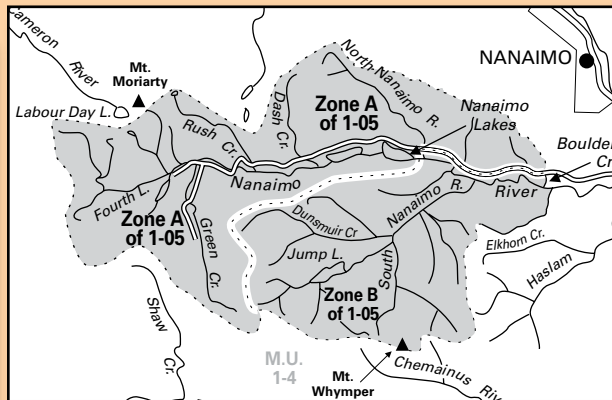 Cameron
River
Mt.
Moriarty
Labour Day L.
Rush Cr.
Dash Cr.
North Nanaimo R.
Zone A
of 1-05
NANAIMO
Nanaimo
Lakes
Boulder
Cr.
Fourth L.
Nanaimo
River
Zone A
of 1-05
Green Cr.
Dunsmuir Cr
Nanaimo R.
South
Jump L.
Elkhorn Cr.
Haslam
Zone B
of 1-05
Shaw
Cr.
M.U.
1-4
Mt.
Whymper
Chemainus